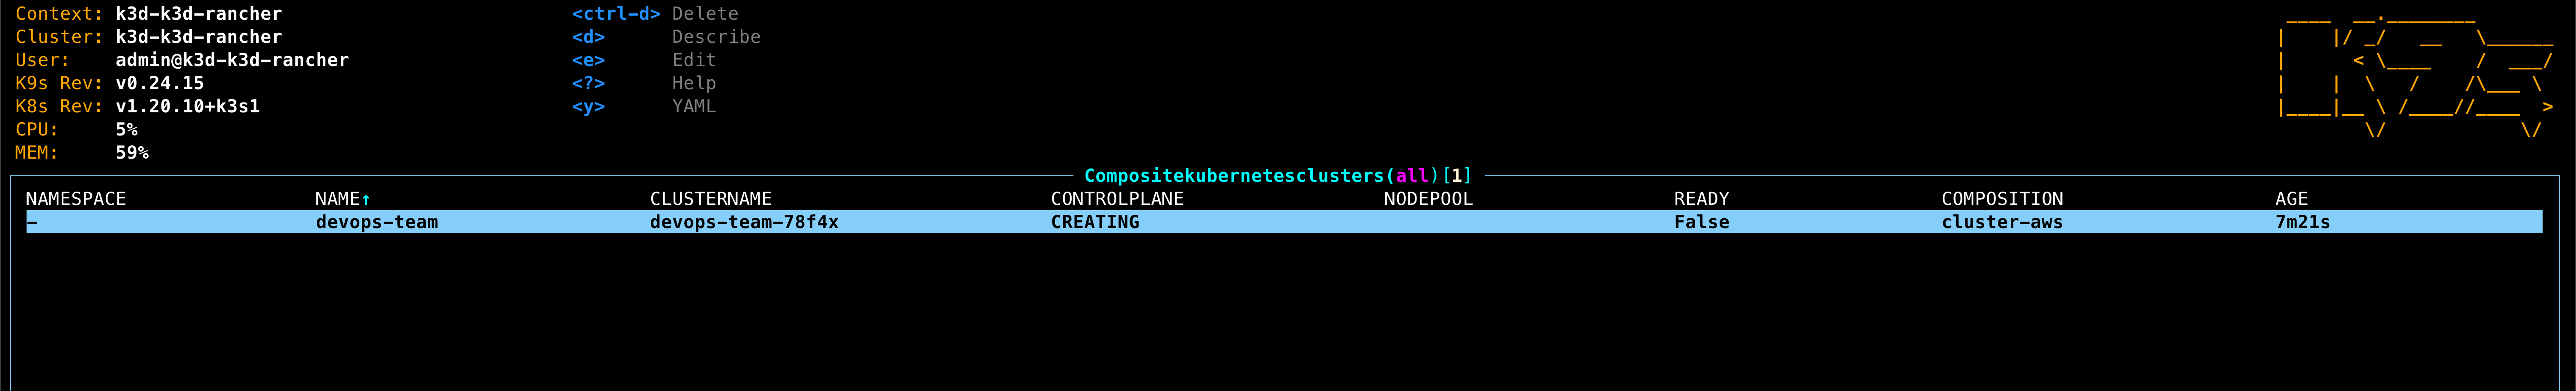 Context: k3d-k3d-rancher <ctrl-d> Delete
Cluster: k3d-k3d-rancher <d> Describe
User: admin@k3d-k3d-rancher <e> Edit
K9s Rev: v0.24.15 <?> Help
K8s Rev: v1.20.10+k3s1 <y> YAML
CPU: 5%
MEM: 59%
Compositekubernetesclusters(all)[1]
NAMESPACE NAME↑ CLUSTERNAME CONTROLPLANE NODEPOOL READY COMPOSITION AGE
- devops-team devops-team-78f4x CREATING False cluster-aws 7m21s